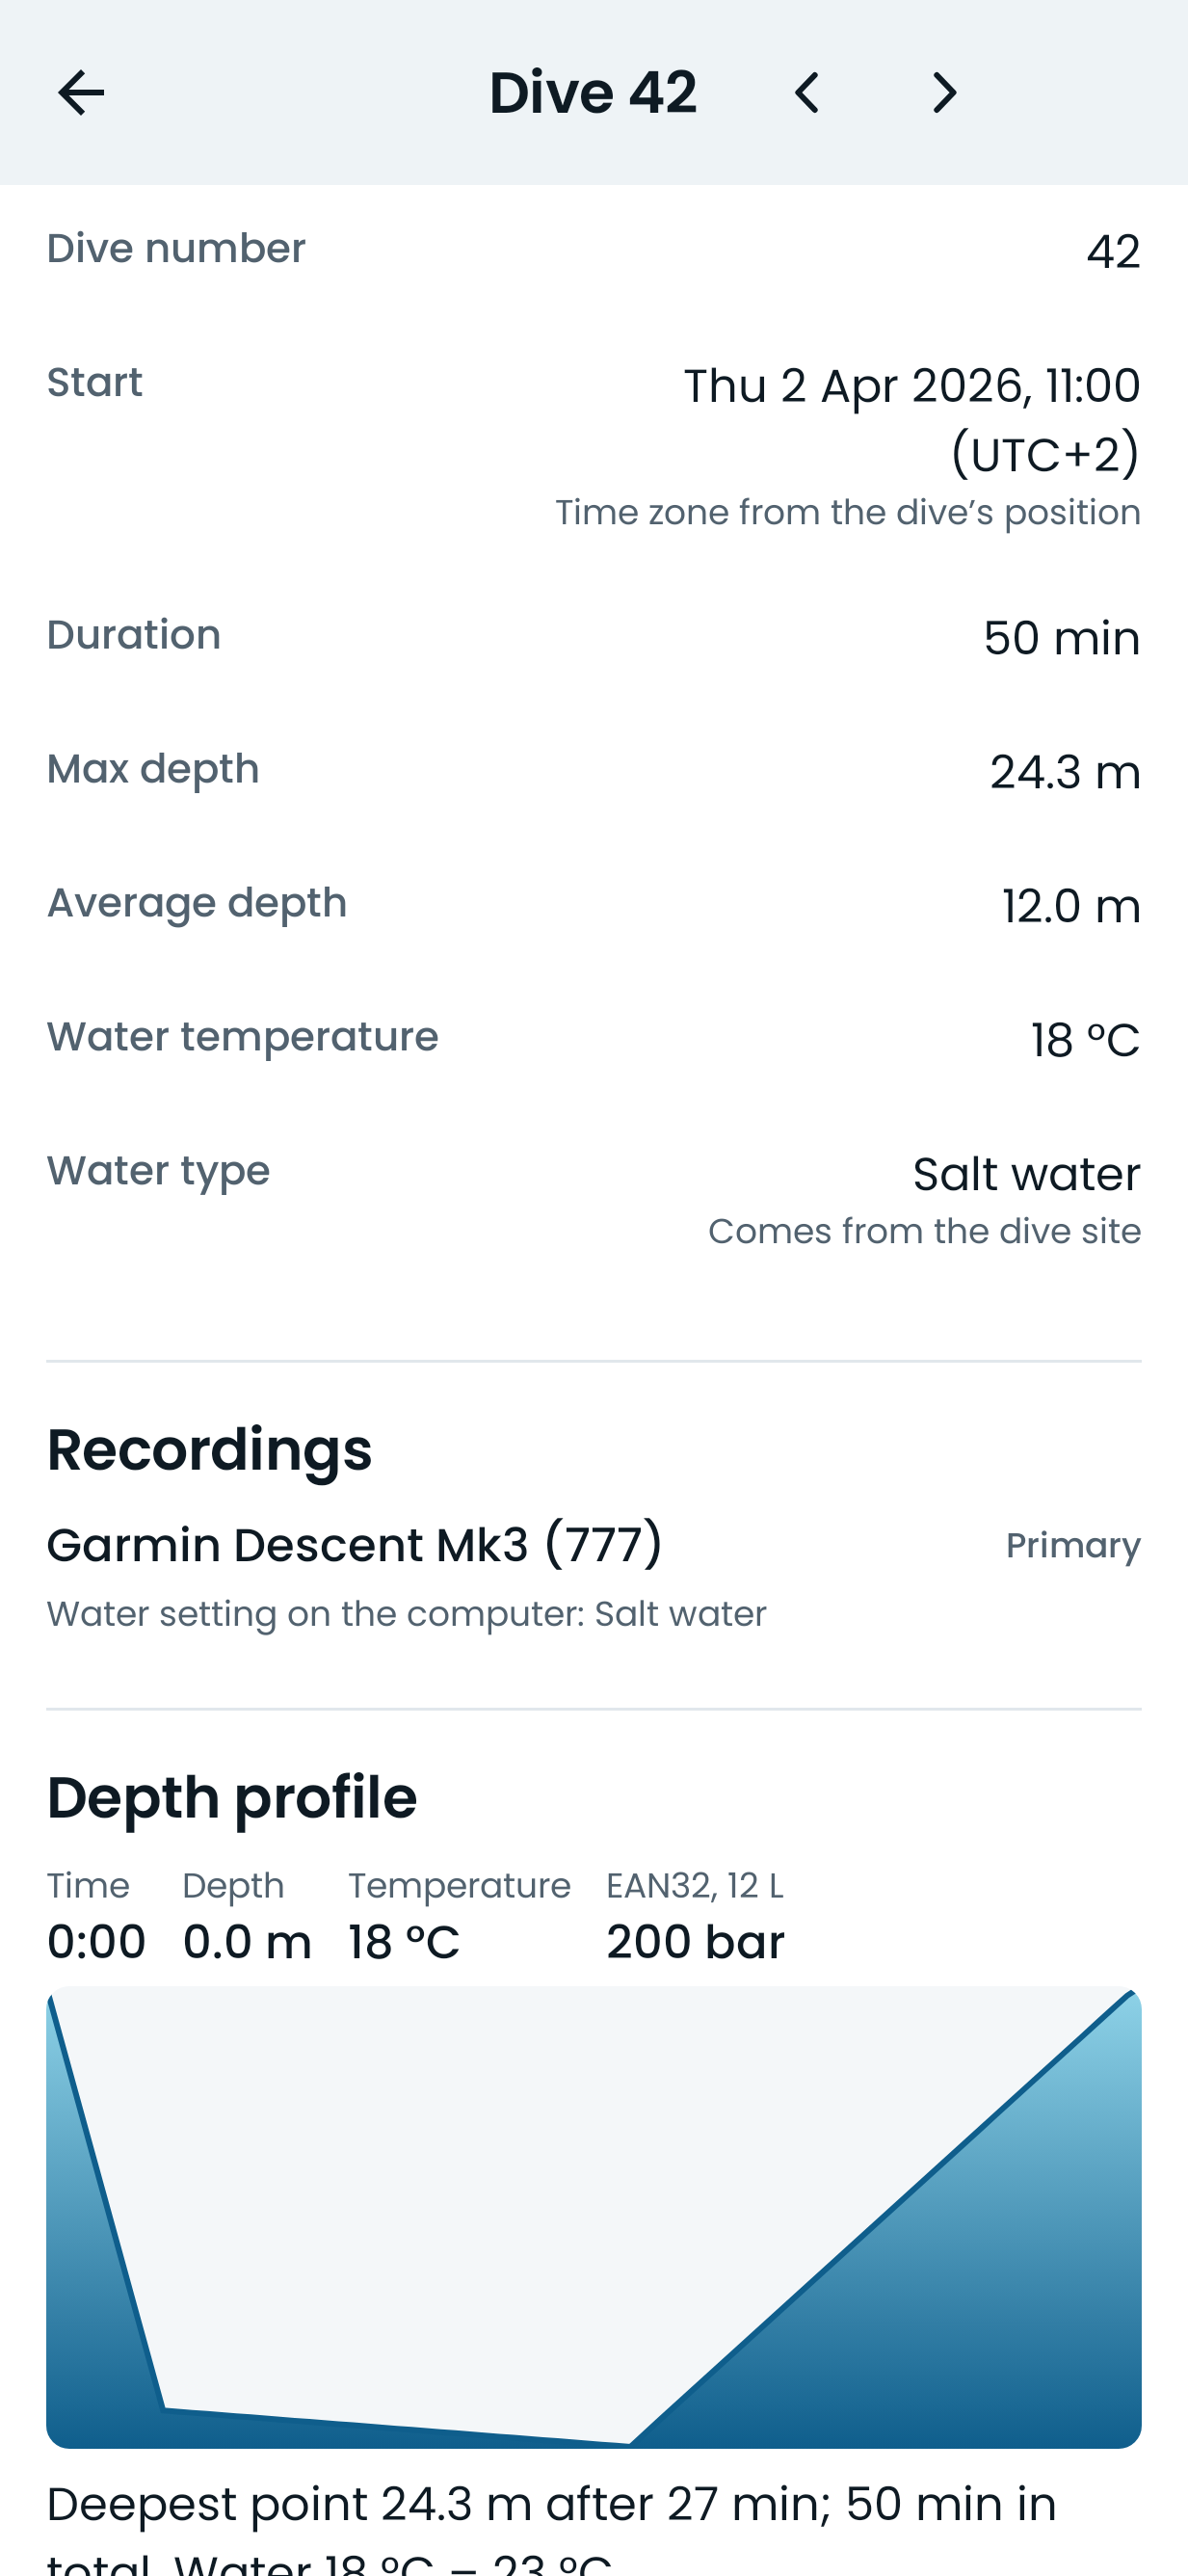 Dive 42
Dive number
42
Start
Thu 2 Apr 2026, 11:00
(UTC+2)
Time zone from the dive’s position
Duration
50 min
Max depth
24.3 m
Average depth
12.0 m
Water temperature
18 °C
Water type
Salt water
Comes from the dive site
Recordings
Garmin Descent Mk3 (777)
Primary
Water setting on the computer: Salt water
Depth profile
Time Depth Temperature EAN32, 12 L
0:00 0.0 m 18 °C 200 bar
Deepest point 24.3 m after 27 min; 50 min in
total. Water 18 °C – 23 °C